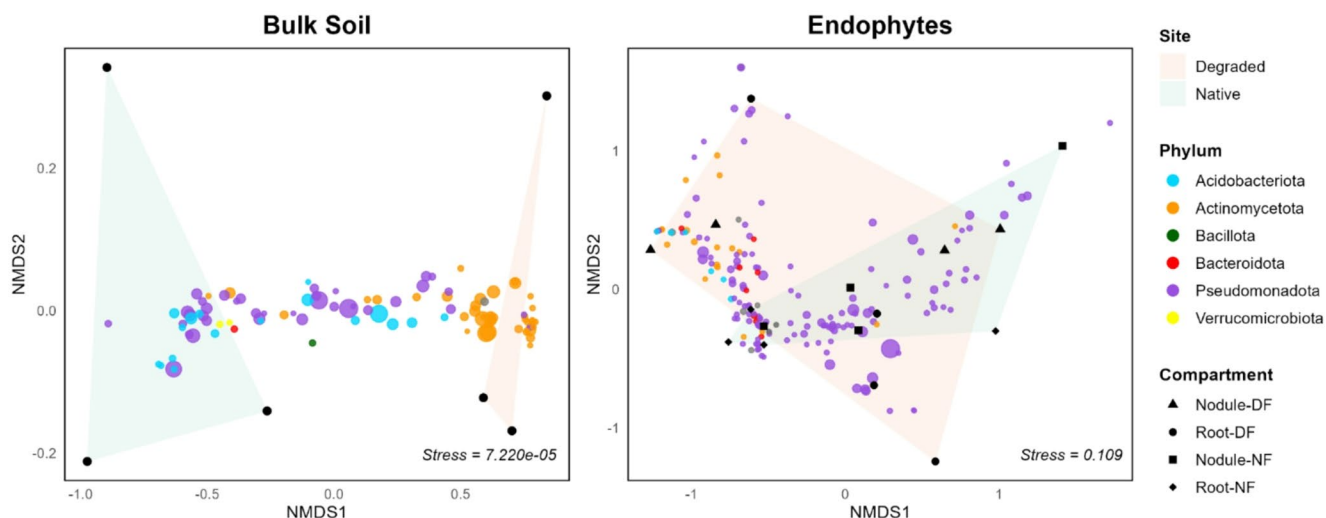 Bulk Soil
0.2
0.0
-0.2
NMDS2
-1.0
-0.5
0.0
0.5
NMDS1
Stress = 7.220e-05
Endophytes
1
0
-1
NMDS2
-1
0
1
NMDS1
Stress = 0.109
Site
Degraded
Native
Phylum
Acidobacteriota
Actinomycetota
Bacillota
Bacteroidota
Pseudomonadota
Verrucomicrobiota
Compartment
Nodule-DF
Root-DF
Nodule-NF
Root-NF